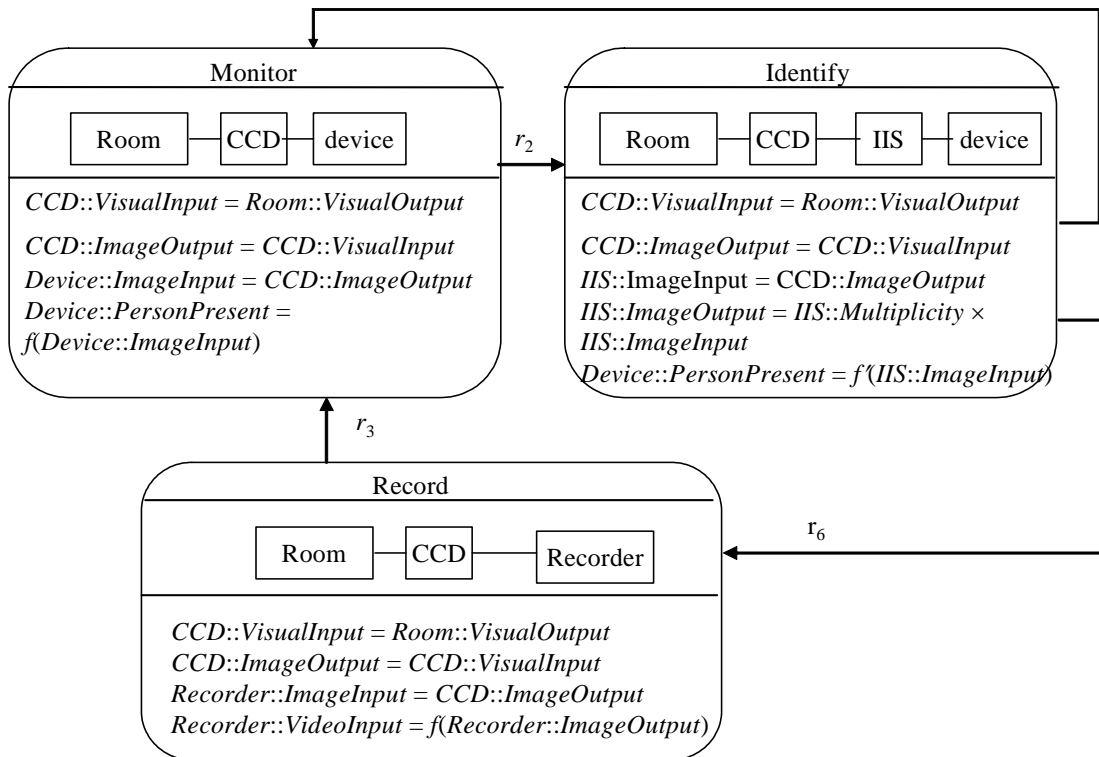 Monitor
Room CCD device
CCD::VisualInput = Room::VisualOutput
CCD::ImageOutput = CCD::VisualInput
Device::ImageInput = CCD::ImageOutput
Device::PersonPresent =
f(Device::ImageInput)
r2
Identify
Room CCD IIS device
CCD::VisualInput = Room::VisualOutput
CCD::ImageOutput = CCD::VisualInput
IIS::ImageInput = CCD::ImageOutput
IIS::ImageOutput = IIS::Multiplicity ×
IIS::ImageInput
Device::PersonPresent = f'(IIS::ImageInput)
r3
Record
Room CCD Recorder
CCD::VisualInput = Room::VisualOutput
CCD::ImageOutput = CCD::VisualInput
Recorder::ImageInput = CCD::ImageOutput
Recorder::VideoInput = f(Recorder::ImageOutput)
r6